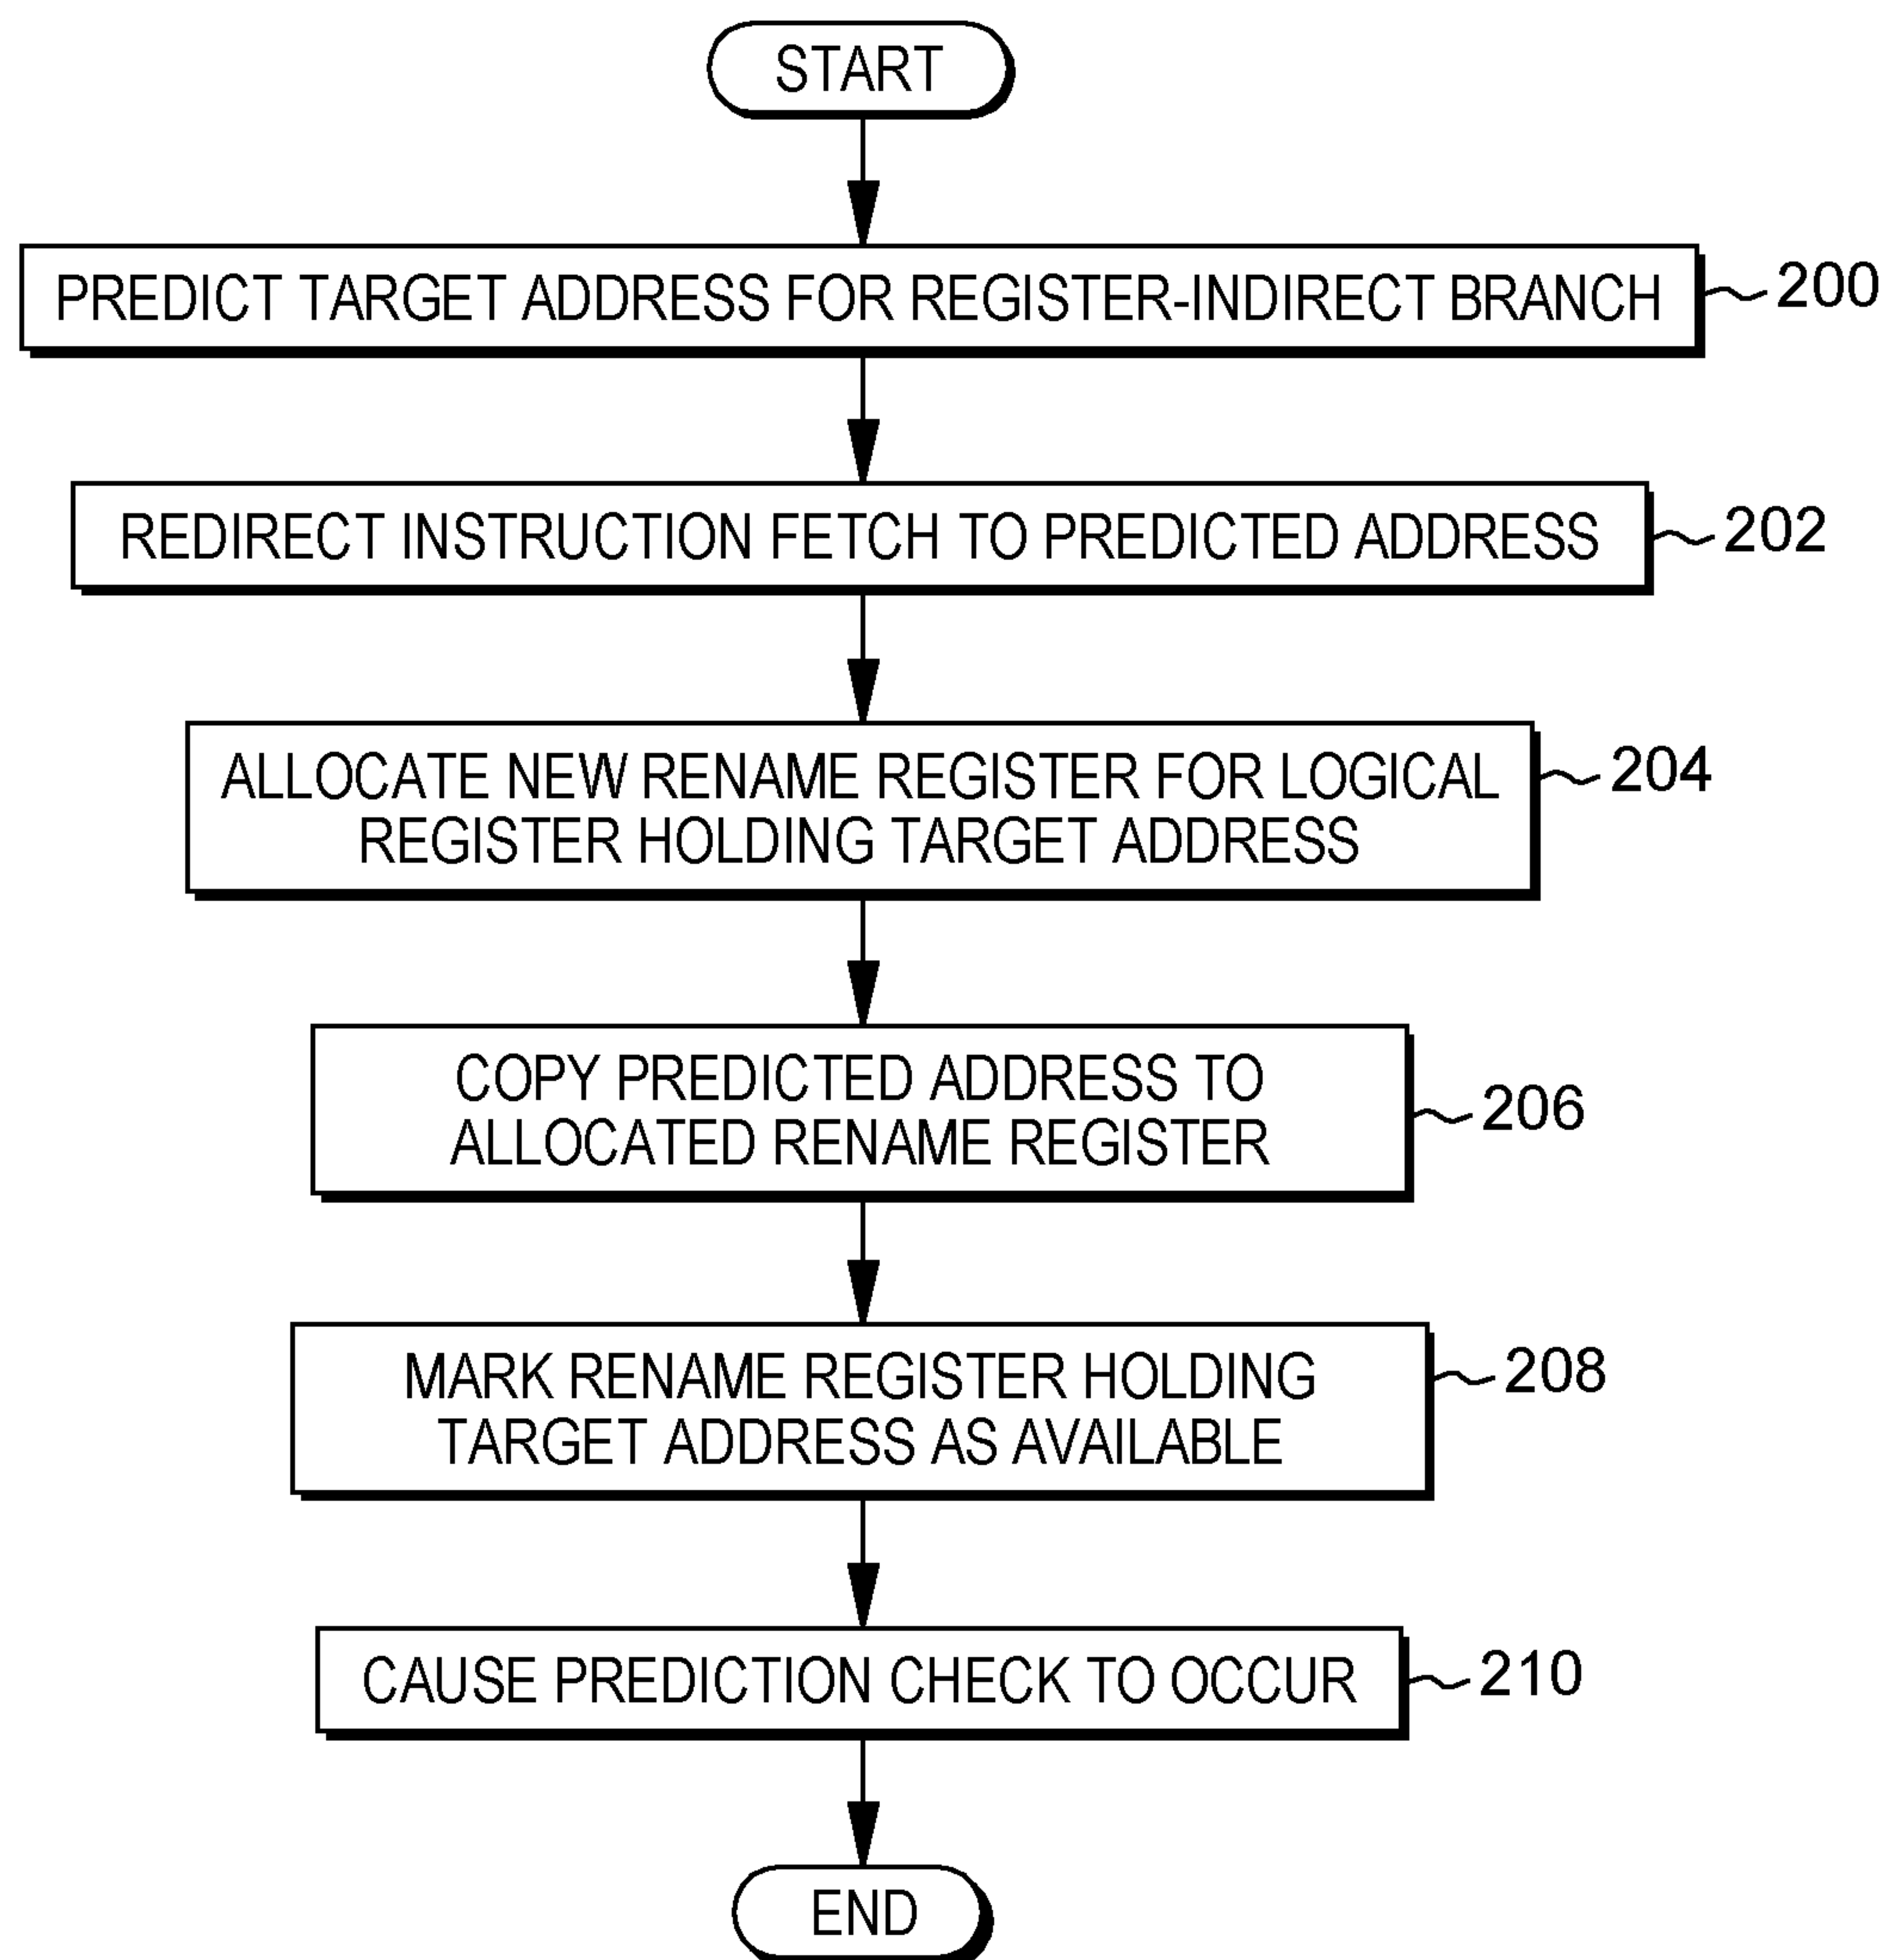 START
PREDICT TARGET ADDRESS FOR REGISTER-INDIRECT BRANCH
200
REDIRECT INSTRUCTION FETCH TO PREDICTED ADDRESS
202
ALLOCATE NEW RENAME REGISTER FOR LOGICAL
REGISTER HOLDING TARGET ADDRESS
204
COPY PREDICTED ADDRESS TO
ALLOCATED RENAME REGISTER
206
MARK RENAME REGISTER HOLDING
TARGET ADDRESS AS AVAILABLE
208
CAUSE PREDICTION CHECK TO OCCUR
210
END